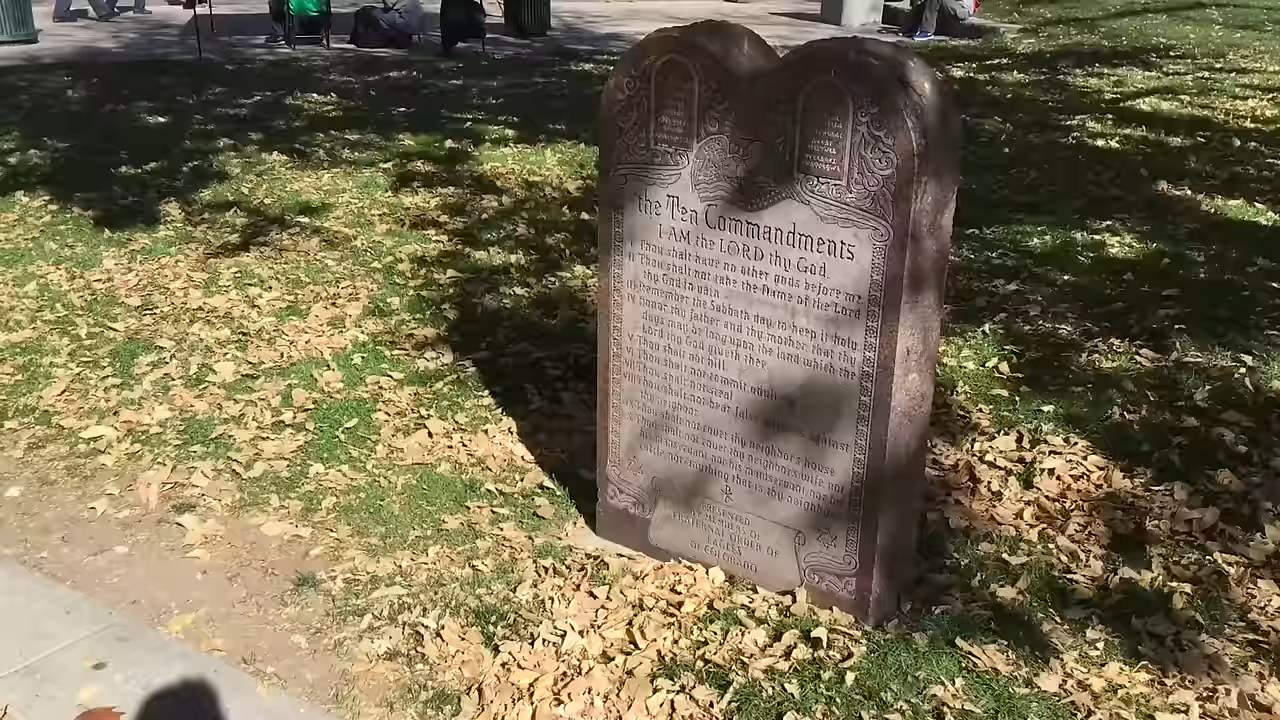 the Ten Commandments
I AM the LORD thy God.
I Thou shalt have no other gods before me.
II Thou shalt not take the Name of the Lord
thy God in vain.
III Remember the Sabbath day, to keep it holy.
IV Honor thy father and thy mother that thy
days may be long upon the land which the
Lord thy God giveth thee.
V Thou shalt not kill.
VI Thou shalt not commit adult
VII Thou shalt not steal.
VIII Thou shalt not bear false against
thy neighbor.
IX Thou shalt not covet thy neighbor's house.
X Thou shalt not covet thy neighbor's wife nor
his manservant nor his maidservant, nor his
cattle nor anything that is thy neighbor's.
PRESENTED
BY MEMBERS OF
FRATERNAL ORDER OF
EAGLES
OF COLORADO